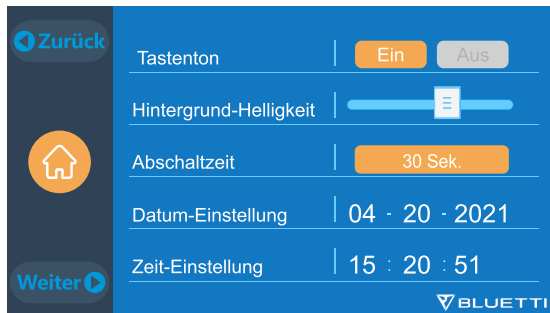 Zurück
Tastenton Ein Aus
Hintergrund-Helligkeit
Abschaltzeit 30 Sek.
Datum-Einstellung 04 - 20 - 2021
Zeit-Einstellung 15 : 20 : 51
Weiter
BLUETTI